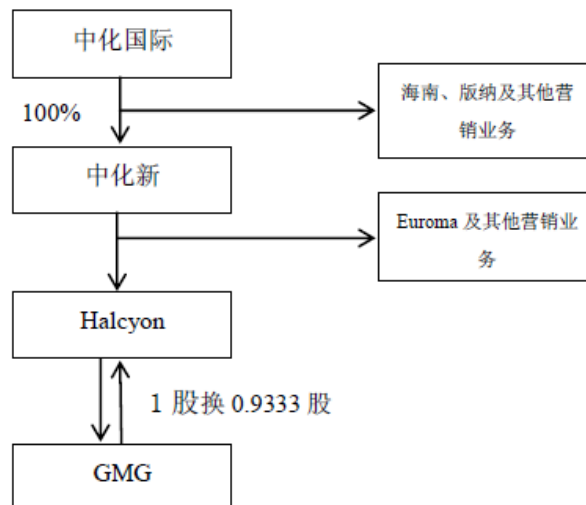 中化国际
100%
海南、版纳及其他营
销业务
中化新
Euroma 及其他营销业
务
Halcyon
1 股换 0.9333 股
GMG